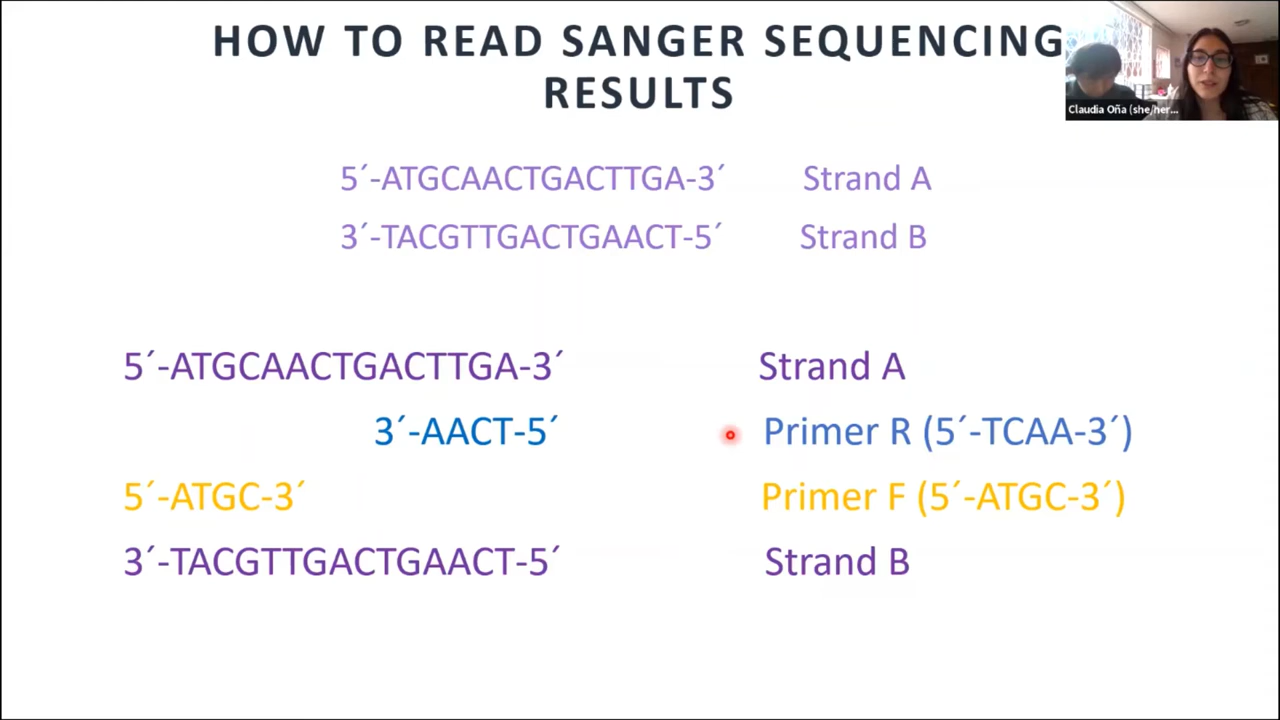 HOW TO READ SANGER SEQUENCING
RESULTS
Claudia Oña (she/her...
5´-ATGCAACTGACTTGA-3´ Strand A
3´-TACGTTGACTGAACT-5´ Strand B
5´-ATGCAACTGACTTGA-3´ Strand A
3´-AACT-5´ Primer R (5´-TCAA-3´)
5´-ATGC-3´ Primer F (5´-ATGC-3´)
3´-TACGTTGACTGAACT-5´ Strand B